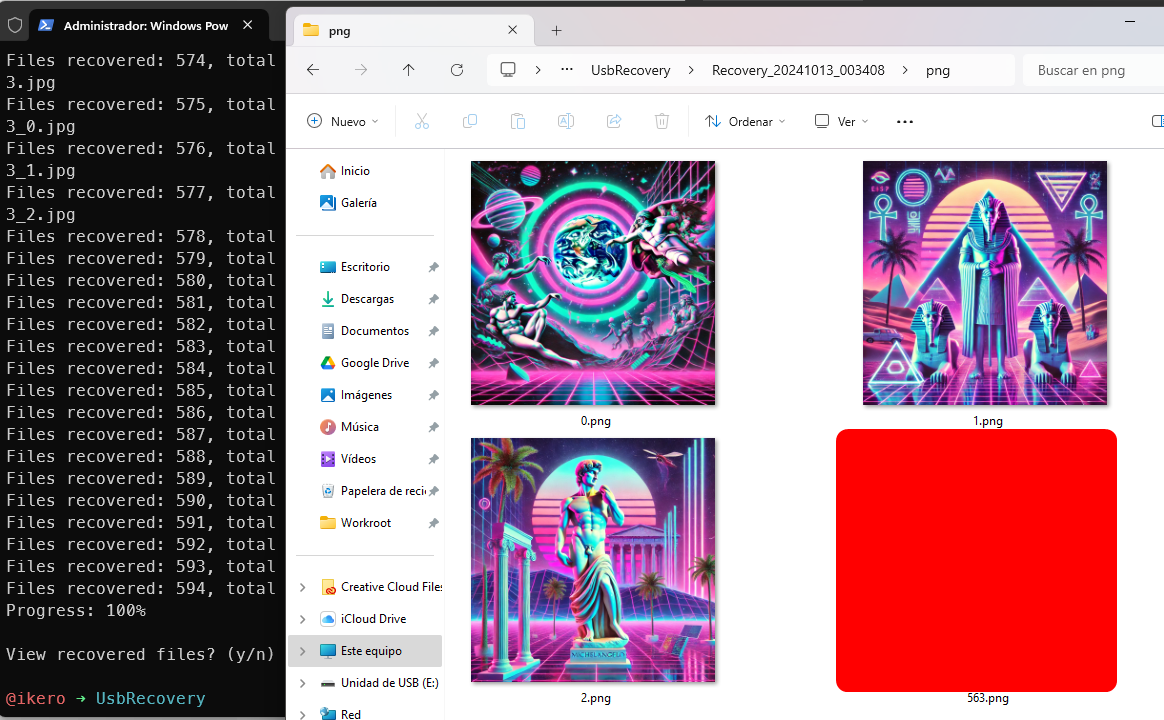 Administrador: Windows Pow
Files recovered: 574, total
3.jpg
Files recovered: 575, total
3_0.jpg
Files recovered: 576, total
3_1.jpg
Files recovered: 577, total
3_2.jpg
Files recovered: 578, total
Files recovered: 579, total
Files recovered: 580, total
Files recovered: 581, total
Files recovered: 582, total
Files recovered: 583, total
Files recovered: 584, total
Files recovered: 585, total
Files recovered: 586, total
Files recovered: 587, total
Files recovered: 588, total
Files recovered: 589, total
Files recovered: 590, total
Files recovered: 591, total
Files recovered: 592, total
Files recovered: 593, total
Files recovered: 594, total
Progress: 100%
View recovered files? (y/n)
@ikero → UsbRecovery
png
··· UsbRecovery > Recovery_20241013_003408 > png
Buscar en png
Nuevo
Ordenar
Ver
Inicio
Galería
Escritorio
Descargas
Documentos
Google Drive
Imágenes
Música
Vídeos
Papelera de reci
Workroot
Creative Cloud Files
iCloud Drive
Este equipo
Unidad de USB (E:)
Red
0.png
1.png
MICHELANGELO
2.png
563.png